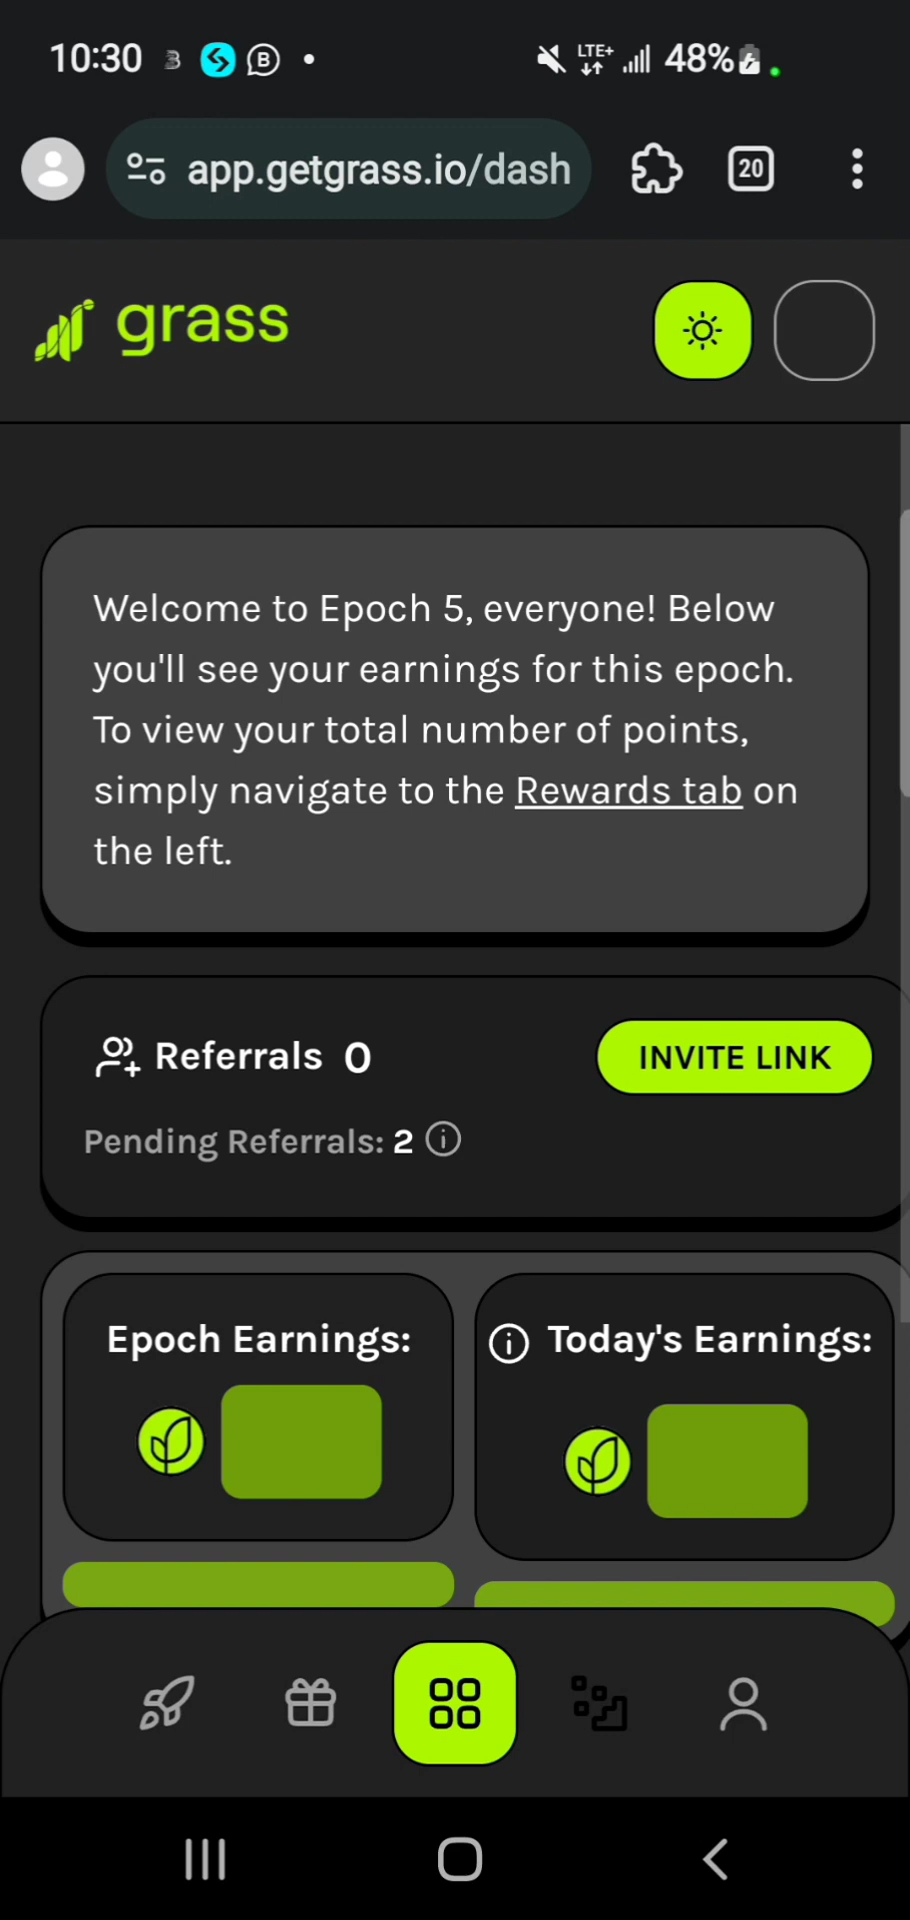 10:30
LTE+
48%
app.getgrass.io/dash
20
grass
Welcome to Epoch 5, everyone! Below
you'll see your earnings for this epoch.
To view your total number of points,
simply navigate to the Rewards tab on
the left.
Referrals 0
INVITE LINK
Pending Referrals: 2
Epoch Earnings:
Today's Earnings: